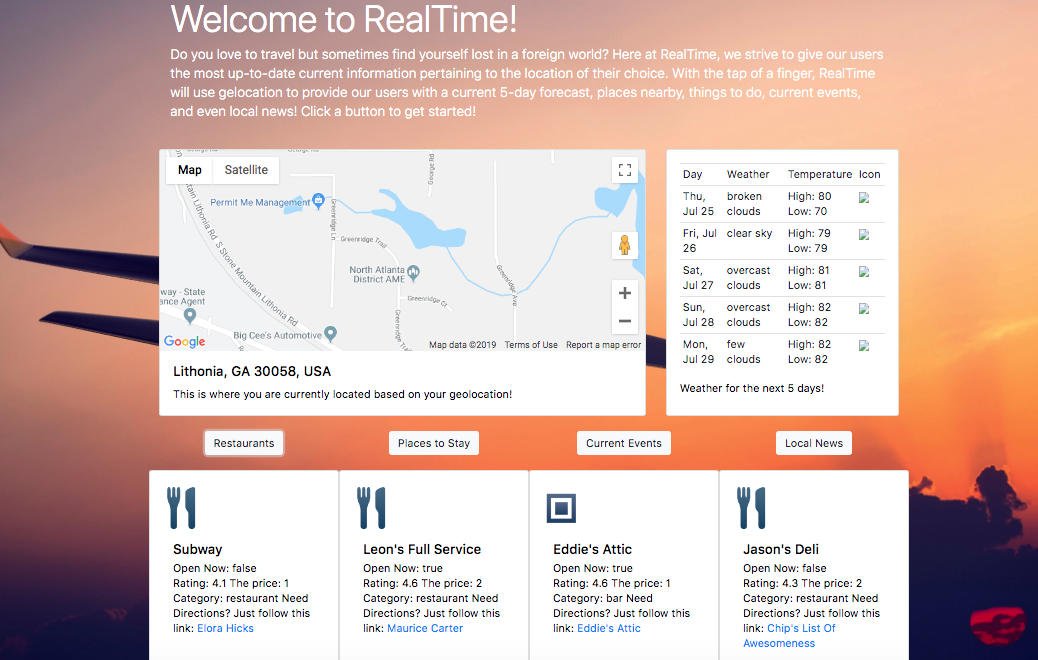 Welcome to RealTime!
Do you love to travel but sometimes find yourself lost in a foreign world? Here at RealTime, we strive to give our users
the most up-to-date current information pertaining to the location of their choice. With the tap of a finger, RealTime
will use gelocation to provide our users with a current 5-day forecast, places nearby, things to do, current events,
and even local news! Click a button to get started!
Map
Satellite
George Rd
Permit Me Management
Greenridge Ln
Greenridge Trail
S Stone Mountain Lithonia Rd
North Atlanta
District AME
Greenridge Ct
Greenridge Ave
Greenridge Trail
way - State
ance Agent
Big Cee's Automotive
Google
Map data ©2019
Terms of Use
Report a map error
Lithonia, GA 30058, USA
This is where you are currently located based on your geolocation!
Day Weather Temperature Icon
Thu, broken High: 80
Jul 25 clouds Low: 70
Fri, Jul clear sky High: 79
26 Low: 79
Sat, overcast High: 81
Jul 27 clouds Low: 81
Sun, overcast High: 82
Jul 28 clouds Low: 82
Mon, few High: 82
Jul 29 clouds Low: 82
Weather for the next 5 days!
Restaurants
Places to Stay
Current Events
Local News
Subway
Open Now: false
Rating: 4.1 The price: 1
Category: restaurant Need
Directions? Just follow this
link: Elora Hicks
Leon's Full Service
Open Now: true
Rating: 4.6 The price: 2
Category: restaurant Need
Directions? Just follow this
link: Maurice Carter
Eddie's Attic
Open Now: true
Rating: 4.6 The price: 1
Category: bar Need
Directions? Just follow this
link: Eddie's Attic
Jason's Deli
Open Now: false
Rating: 4.3 The price: 2
Category: restaurant Need
Directions? Just follow this
link: Chip's List Of
Awesomeness